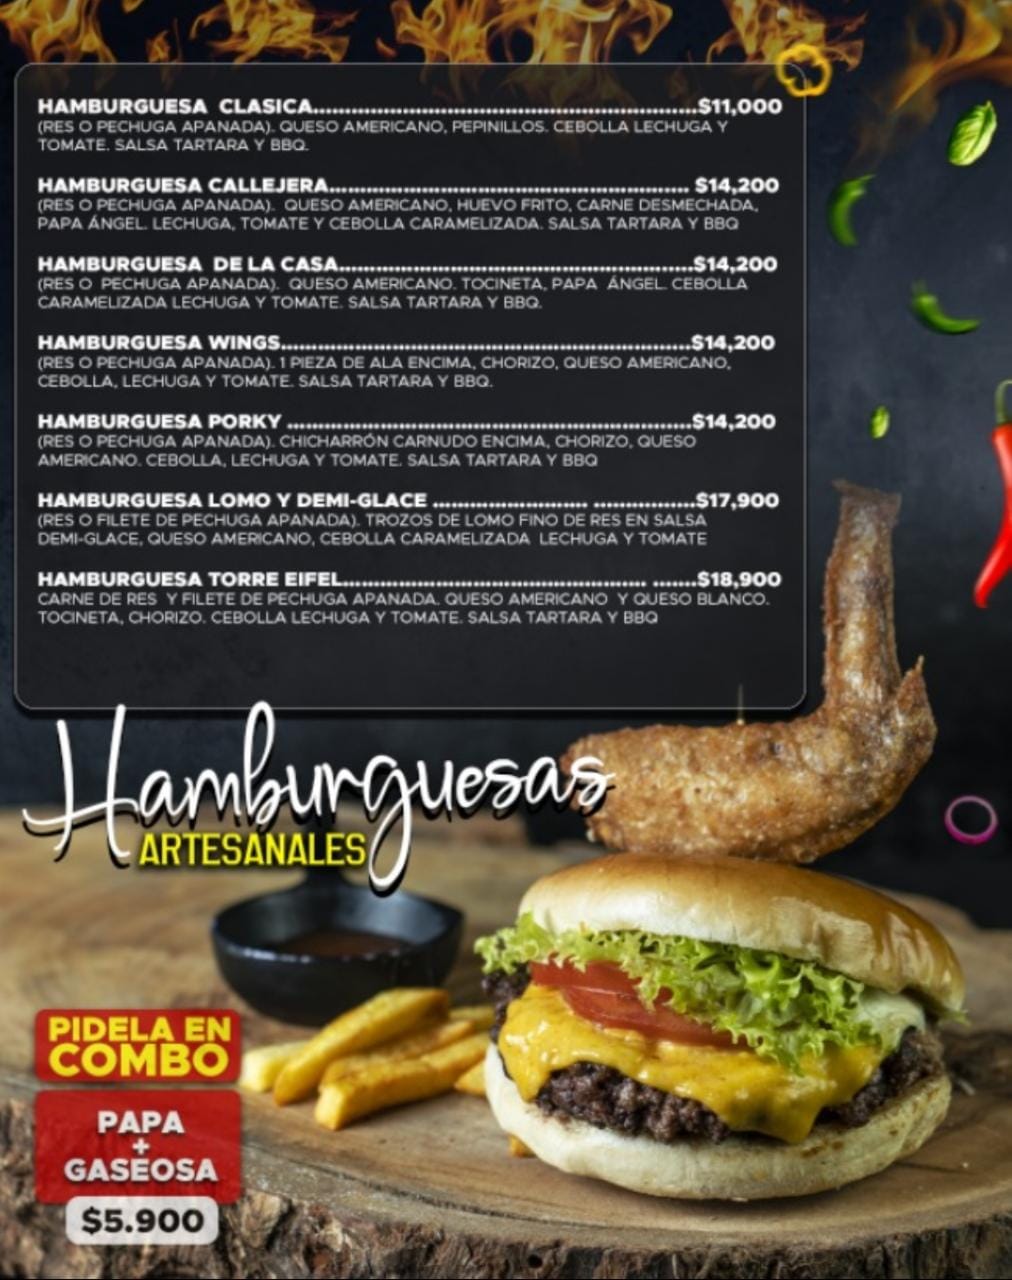 HAMBURGUESA CLASICA..........................................................$11,000
(RES O PECHUGA APANADA). QUESO AMERICANO, PEPINILLOS. CEBOLLA LECHUGA Y
TOMATE. SALSA TARTARA Y BBQ.
HAMBURGUESA CALLEJERA....................................................... $14,200
(RES O PECHUGA APANADA). QUESO AMERICANO, HUEVO FRITO, CARNE DESMECHADA,
PAPA ÁNGEL. LECHUGA, TOMATE Y CEBOLLA CARAMELIZADA. SALSA TARTARA Y BBQ
HAMBURGUESA DE LA CASA......................................................$14,200
(RES O PECHUGA APANADA). QUESO AMERICANO. TOCINETA, PAPA ÁNGEL. CEBOLLA
CARAMELIZADA LECHUGA Y TOMATE. SALSA TARTARA Y BBQ.
HAMBURGUESA WINGS...............................................................$14,200
(RES O PECHUGA APANADA). 1 PIEZA DE ALA ENCIMA, CHORIZO, QUESO AMERICANO,
CEBOLLA, LECHUGA Y TOMATE. SALSA TARTARA Y BBQ.
HAMBURGUESA PORKY ..............................................................$14,200
(RES O PECHUGA APANADA). CHICHARRÓN CARNUDO ENCIMA, CHORIZO, QUESO
AMERICANO. CEBOLLA, LECHUGA Y TOMATE. SALSA TARTARA Y BBQ
HAMBURGUESA LOMO Y DEMI-GLACE ........................ ................$17,900
(RES O FILETE DE PECHUGA APANADA). TROZOS DE LOMO FINO DE RES EN SALSA
DEMI-GLACE, QUESO AMERICANO, CEBOLLA CARAMELIZADA LECHUGA Y TOMATE
HAMBURGUESA TORRE EIFEL.............................................. .......$18,900
CARNE DE RES Y FILETE DE PECHUGA APANADA. QUESO AMERICANO Y QUESO BLANCO.
TOCINETA, CHORIZO. CEBOLLA LECHUGA Y TOMATE. SALSA TARTARA Y BBQ
Hamburguesas
ARTESANALES
PIDELA EN
COMBO
PAPA
+
GASEOSA
$5.900